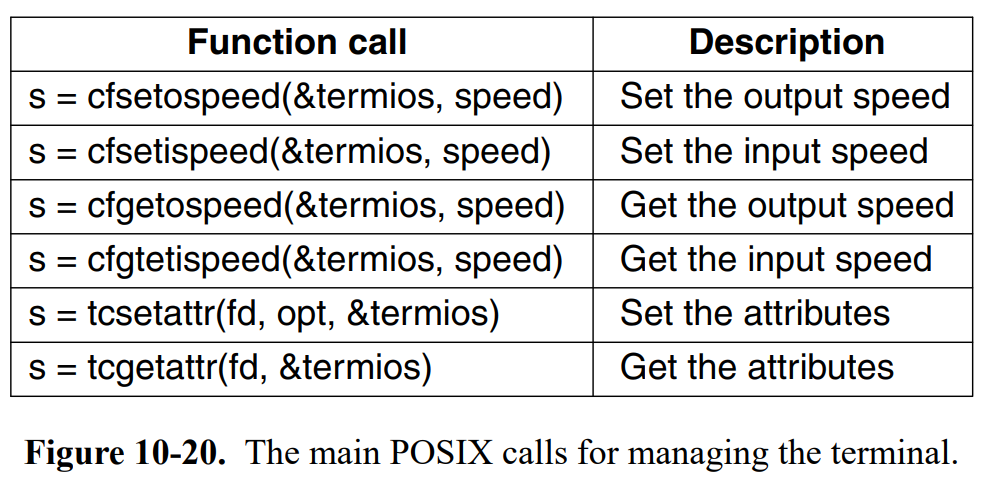 Function call Description
s = cfsetospeed(&termios, speed) Set the output speed
s = cfsetispeed(&termios, speed) Set the input speed
s = cfgetospeed(&termios, speed) Get the output speed
s = cfgtetispeed(&termios, speed) Get the input speed
s = tcsetattr(fd, opt, &termios) Set the attributes
s = tcgetattr(fd, &termios) Get the attributes
Figure 10-20. The main POSIX calls for managing the terminal.